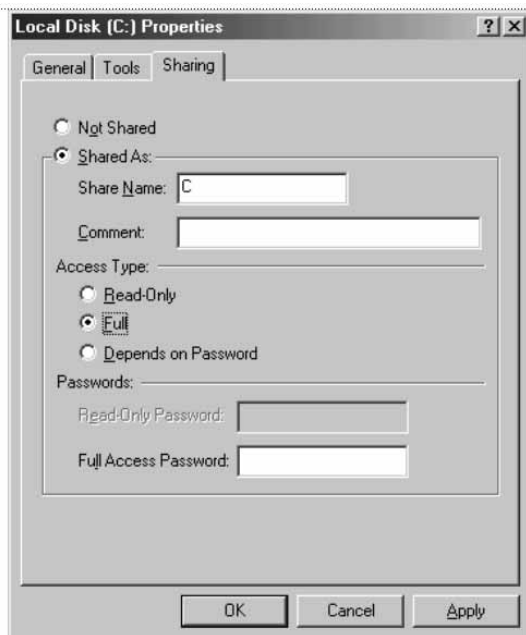 Local Disk (C:) Properties
General Tools Sharing
Not Shared
Shared As:
Share Name: C
Comment:
Access Type:
Read-Only
Full
Depends on Password
Passwords:
Read-Only Password:
Full Access Password:
OK Cancel Apply